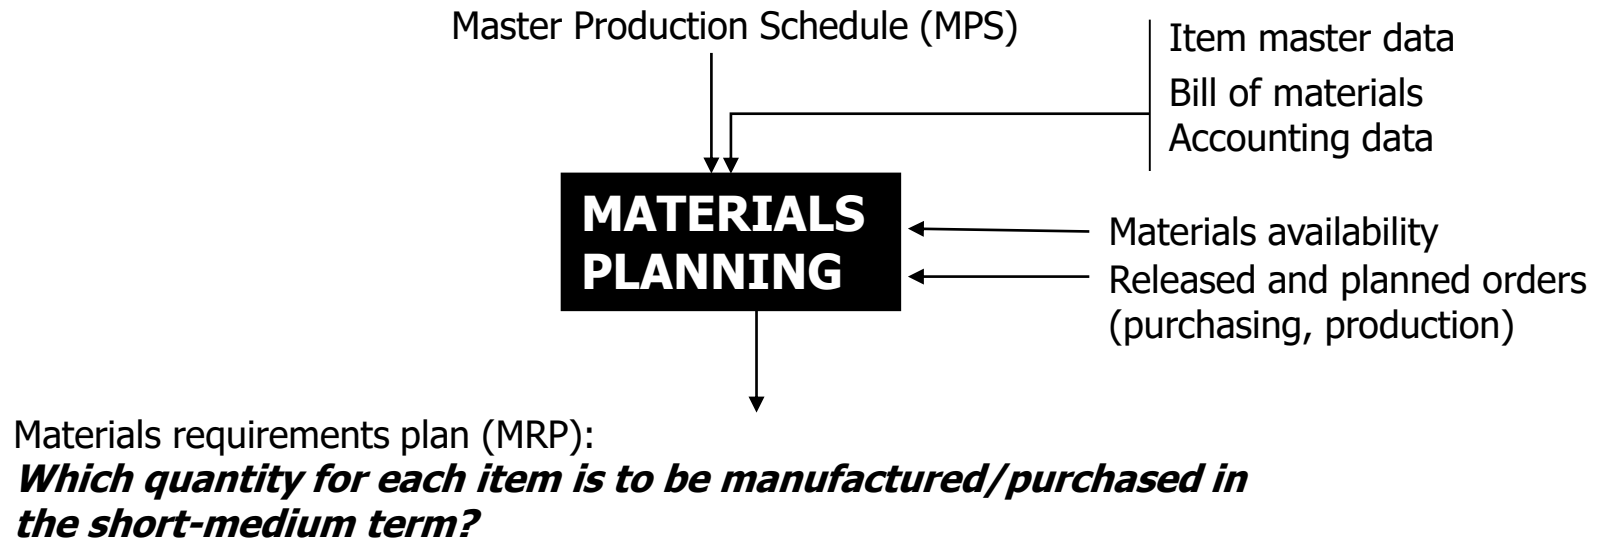 Master Production Schedule (MPS)
Item master data
Bill of materials
Accounting data
MATERIALS
PLANNING
Materials availability
Released and planned orders
(purchasing, production)
Materials requirements plan (MRP):
Which quantity for each item is to be manufactured/purchased in
the short-medium term?